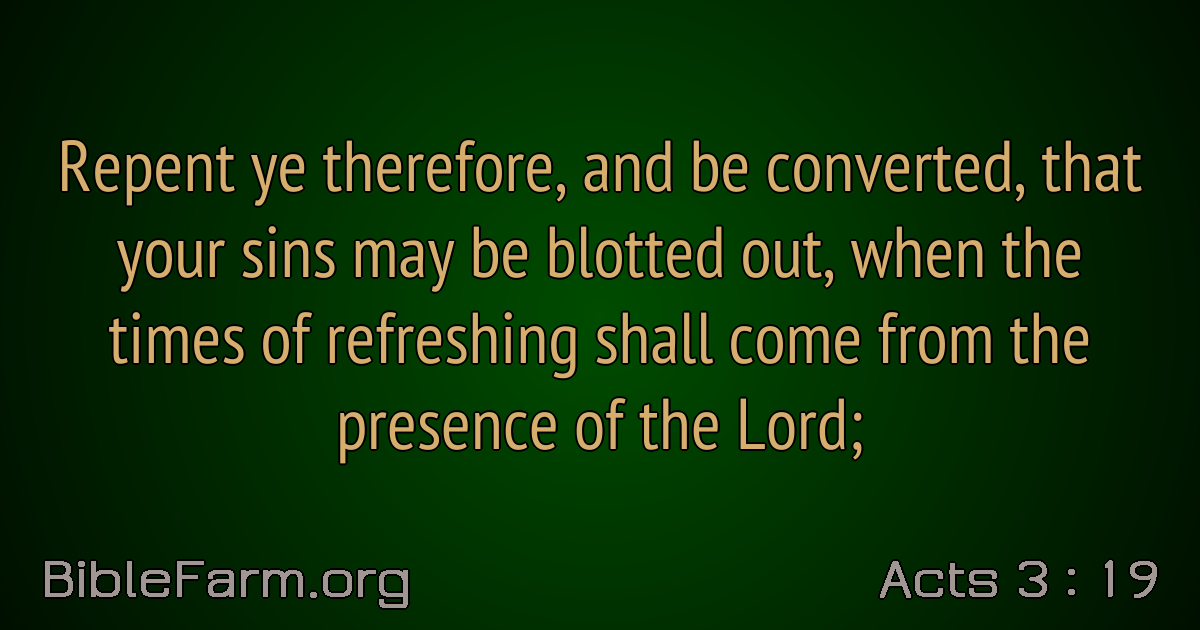 Repent ye therefore, and be converted, that
your sins may be blotted out, when the
times of refreshing shall come from the
presence of the Lord;
BibleFarm.org
Acts 3 : 19